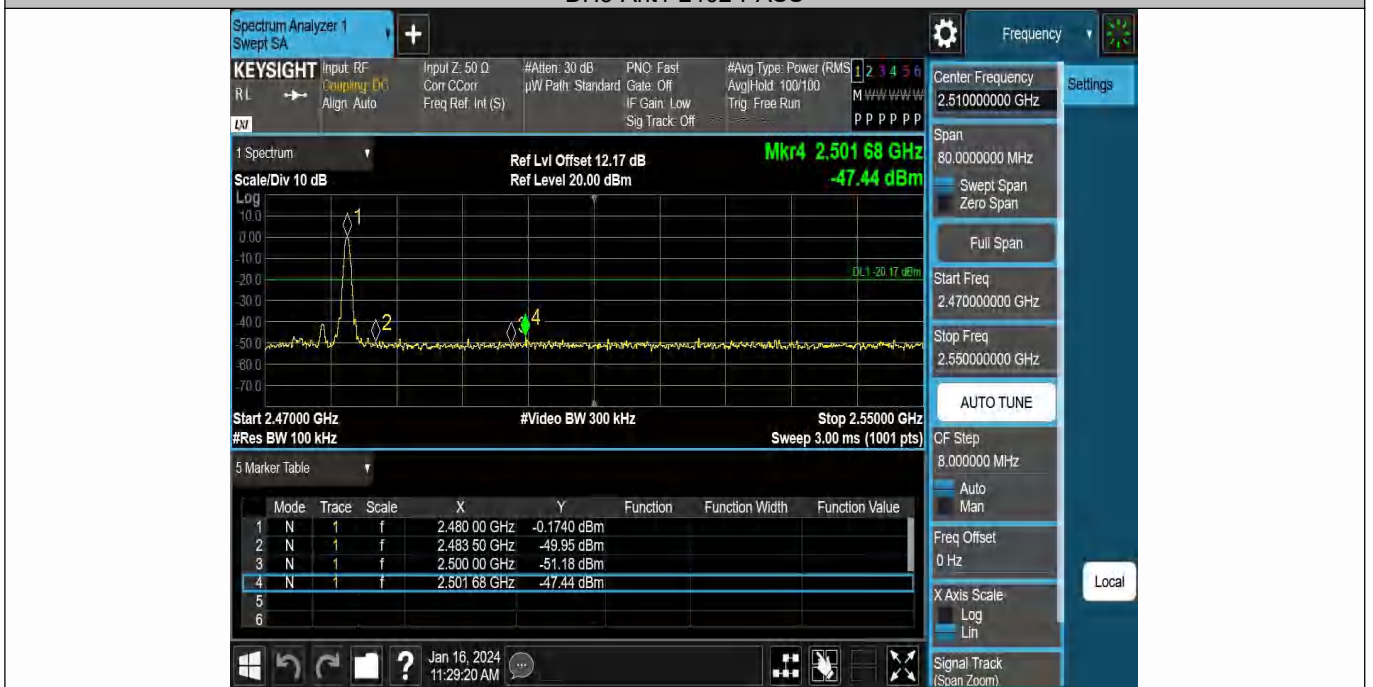 Spectrum Analyzer 1
Swept SA
+
Frequency
KEYSIGHT
RL
LXI
Input: RF
Coupling: DC
Align: Auto
Input Z: 50 Ω
Corr CCorr
Freq Ref: Int (S)
#Atten: 30 dB
µW Path: Standard
PNO: Fast
Gate: Off
IF Gain: Low
Sig Track: Off
#Avg Type: Power (RMS
Avg|Hold: 100/100
Trig: Free Run
1 2 3 4 5 6
M W W W W W
P P P P P P
1 Spectrum
Scale/Div 10 dB
Ref Lvl Offset 12.17 dB
Ref Level 20.00 dBm
Mkr4 2.501 68 GHz
-47.44 dBm
Log
10.0
0.00
-10.0
-20.0
-30.0
-40.0
-50.0
-60.0
-70.0
1
2
3
4
DL1 -20.17 dBm
Start 2.47000 GHz
#Video BW 300 kHz
Stop 2.55000 GHz
#Res BW 100 kHz
Sweep 3.00 ms (1001 pts)
5 Marker Table
Mode Trace Scale X Y Function Function Width Function Value
1 N 1 f 2.480 00 GHz -0.1740 dBm
2 N 1 f 2.483 50 GHz -49.95 dBm
3 N 1 f 2.500 00 GHz -51.18 dBm
4 N 1 f 2.501 68 GHz -47.44 dBm
5
6
Jan 16, 2024
11:29:20 AM
Center Frequency
2.510000000 GHz
Settings
Span
80.0000000 MHz
Swept Span
Zero Span
Full Span
Start Freq
2.470000000 GHz
Stop Freq
2.550000000 GHz
AUTO TUNE
CF Step
8.000000 MHz
Auto
Man
Freq Offset
0 Hz
X Axis Scale
Log
Lin
Local
Signal Track
(Span Zoom)